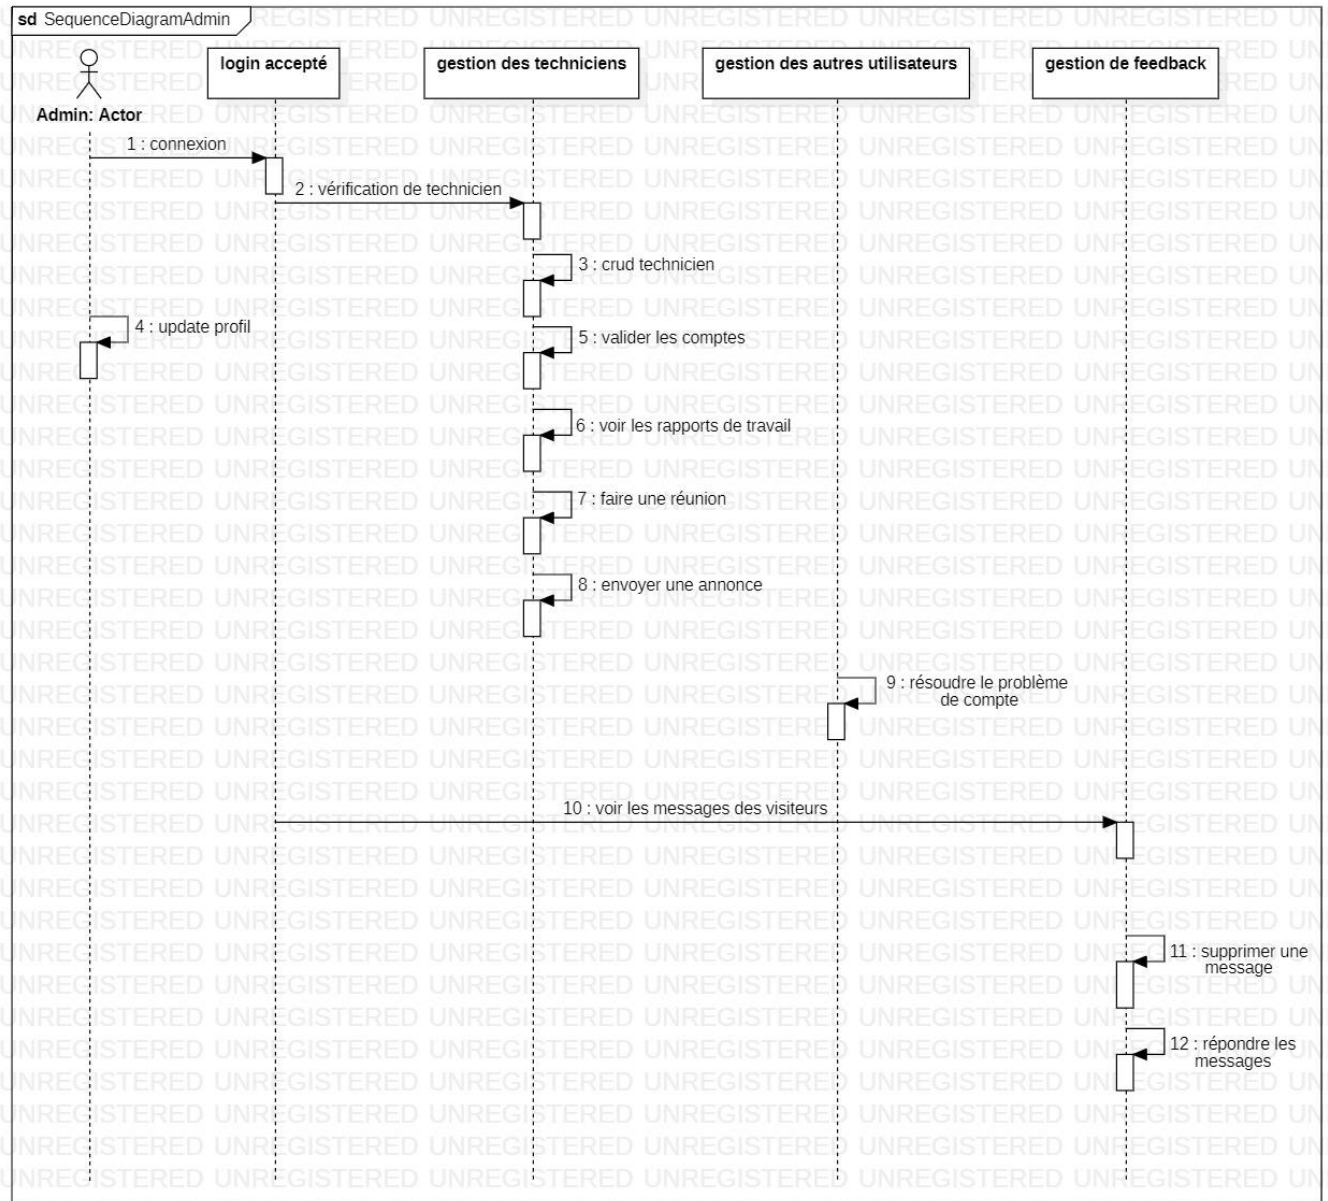 sd SequenceDiagramAdmin
login accepté
gestion des techniciens
gestion des autres utilisateurs
gestion de feedback
Admin: Actor
1 : connexion
2 : vérification de technicien
3 : crud technicien
4 : update profil
5 : valider les comptes
6 : voir les rapports de travail
7 : faire une réunion
8 : envoyer une annonce
9 : résoudre le problème
de compte
10 : voir les messages des visiteurs
11 : supprimer une
message
12 : répondre les
messages
UNREGISTERED